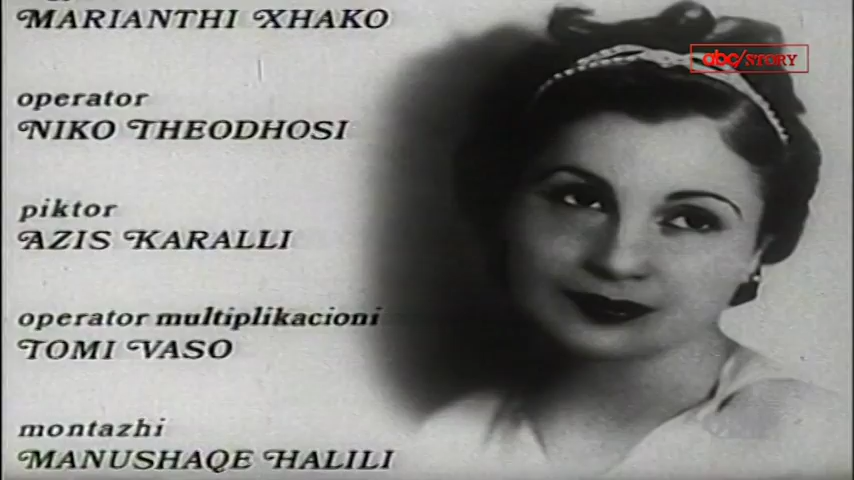 MARIANTHI XHAKO
abc/STORY
operator
NIKO THEODHOSI
piktor
AZIS KARALLI
operator multiplikacioni
TOMI VASO
montazhi
MANUSHAQE HALILI